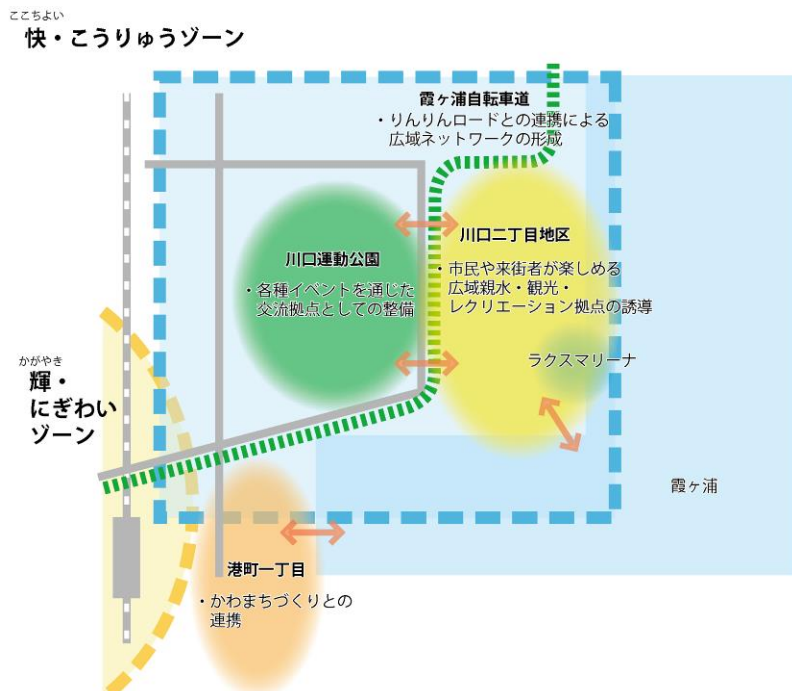 ここちよい
快・こうりゅうゾーン
霞ヶ浦自転車道
・りんりんロードとの連携による
広域ネットワークの形成
川口二丁目地区
・市民や来街者が楽しめる
広域親水・観光・
レクリエーション拠点の誘導
川口運動公園
・各種イベントを通じた
交流拠点としての整備
ラクスマリーナ
かがやき
輝・
にぎわい
ゾーン
霞ヶ浦
港町一丁目
・かわまちづくりとの
連携